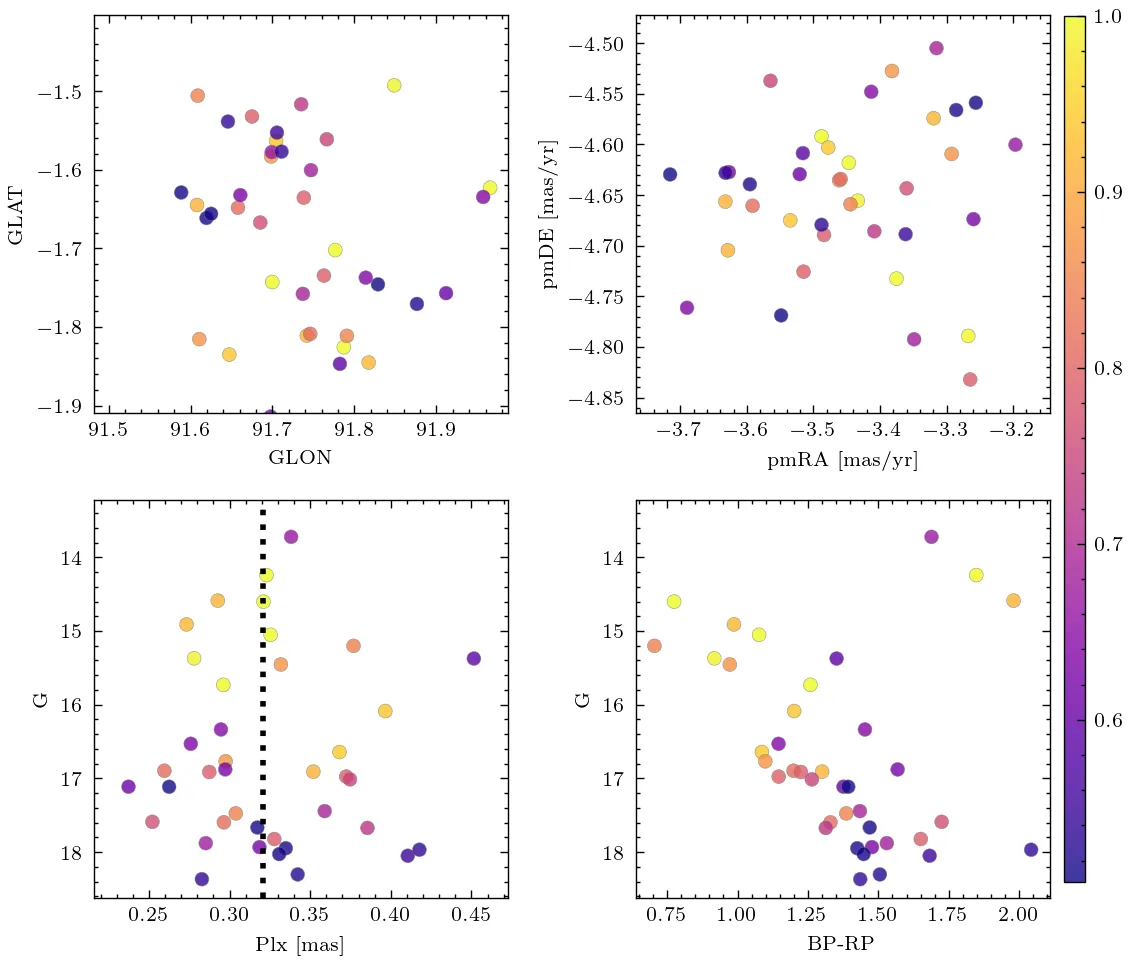 −1.5
−1.6
−1.7
−1.8
−1.9
GLAT
91.5 91.6 91.7 91.8 91.9
GLON
−4.50
−4.55
−4.60
−4.65
−4.70
−4.75
−4.80
−4.85
pmDE [mas/yr]
−3.7 −3.6 −3.5 −3.4 −3.3 −3.2
pmRA [mas/yr]
1.0
0.9
0.8
0.7
0.6
14
15
16
17
18
G
0.25 0.30 0.35 0.40 0.45
Plx [mas]
14
15
16
17
18
G
0.75 1.00 1.25 1.50 1.75 2.00
BP-RP